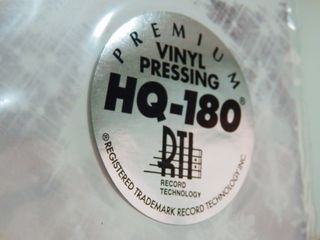 PREMIUM
VINYL
PRESSING
HQ-180®
RTI
RECORD
TECHNOLOGY
®REGISTERED TRADEMARK RECORD TECHNOLOGY INC.